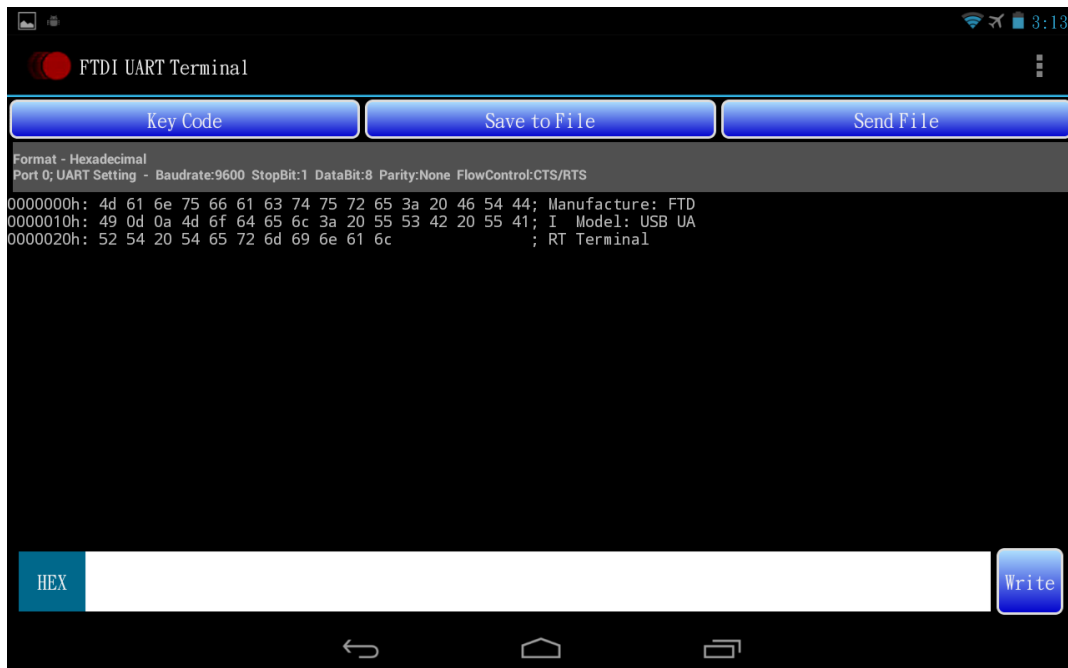 3:13
FTDI UART Terminal
Key Code Save to File Send File
Format - Hexadecimal
Port 0; UART Setting - Baudrate:9600 StopBit:1 DataBit:8 Parity:None FlowControl:CTS/RTS
0000000h: 4d 61 6e 75 66 61 63 74 75 72 65 3a 20 46 54 44; Manufacture: FTD
0000010h: 49 0d 0a 4d 6f 64 65 6c 3a 20 55 53 42 20 55 41; I Model: USB UA
0000020h: 52 54 20 54 65 72 6d 69 6e 61 6c ; RT Terminal
HEX Write